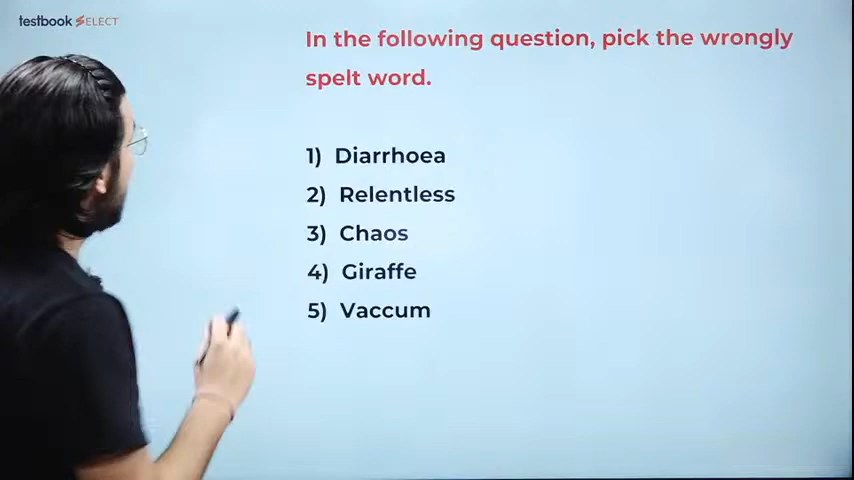 testbook SELECT
In the following question, pick the wrongly
spelt word.
1) Diarrhoea
2) Relentless
3) Chaos
4) Giraffe
5) Vaccum